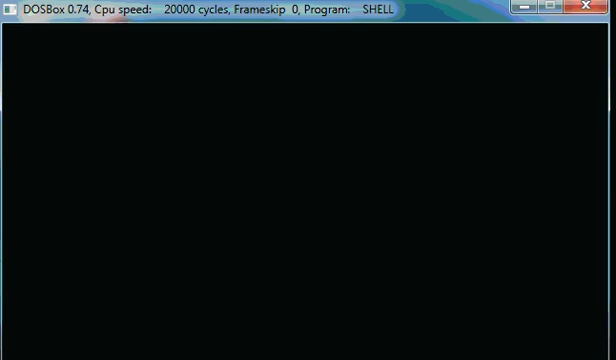 DOSBox 0.74, Cpu speed: 20000 cycles, Frameskip 0, Program: SHELL